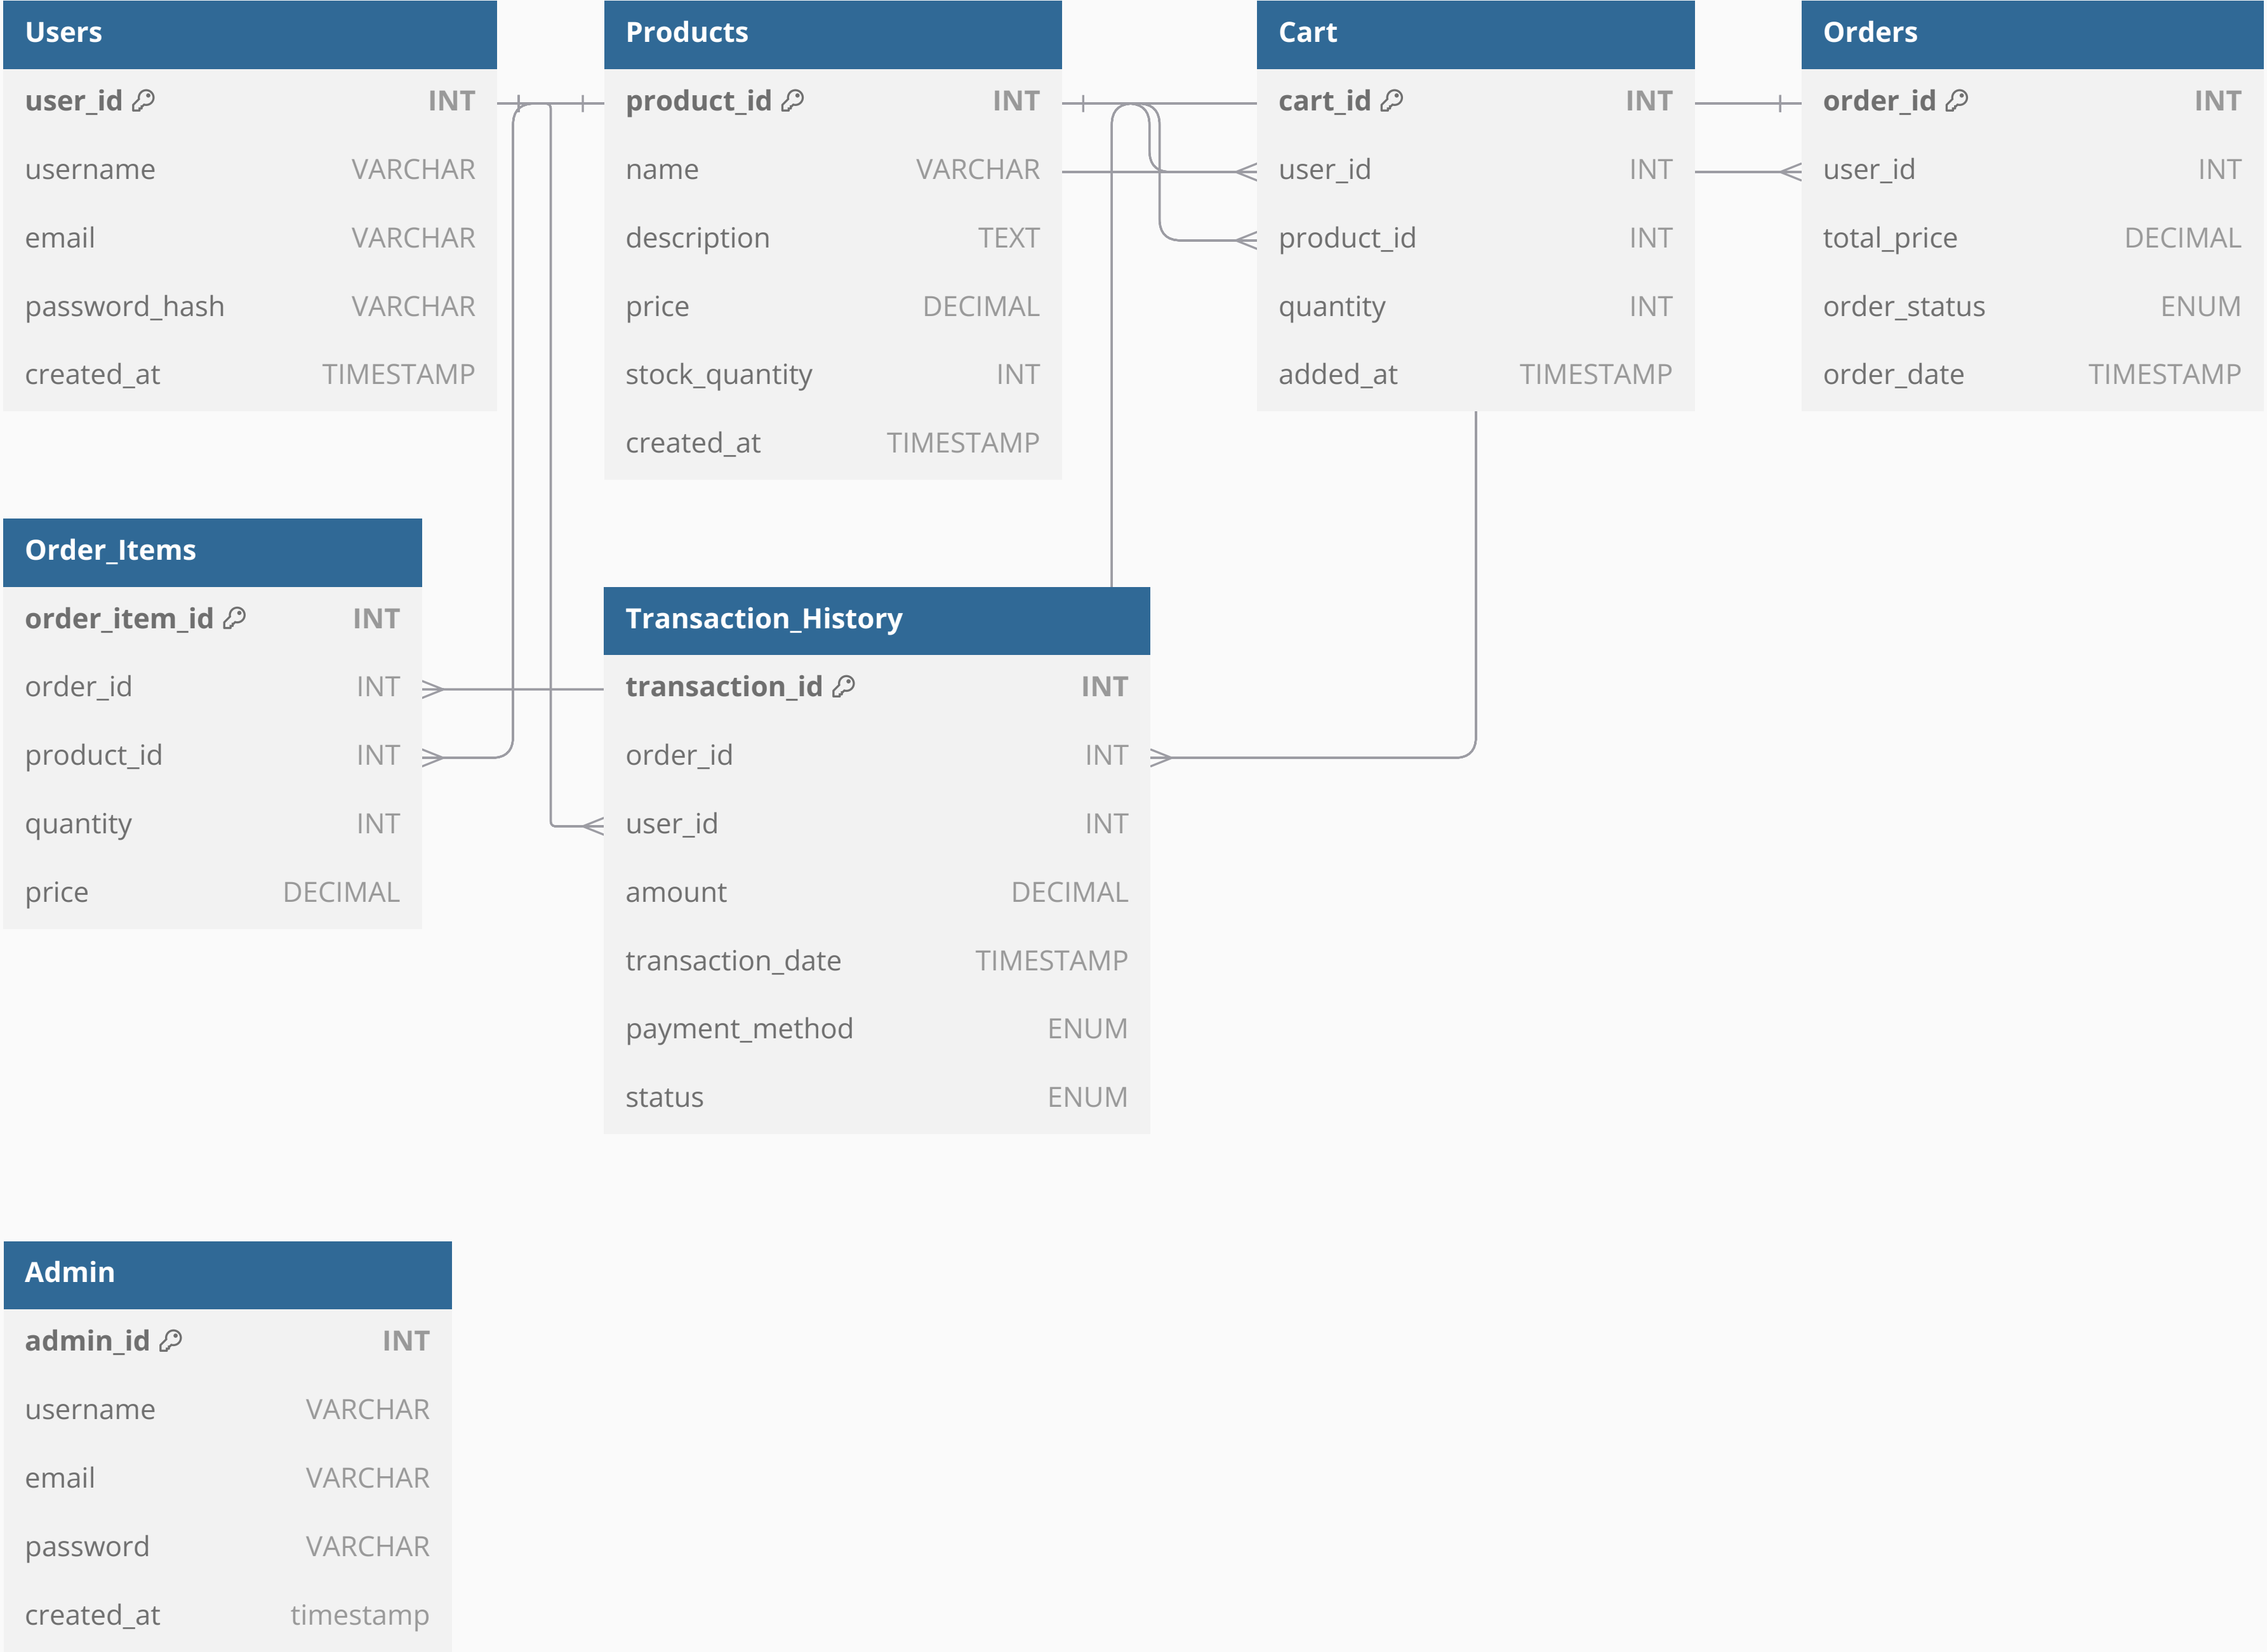 Users
user_id INT
username VARCHAR
email VARCHAR
password_hash VARCHAR
created_at TIMESTAMP
Products
product_id INT
name VARCHAR
description TEXT
price DECIMAL
stock_quantity INT
created_at TIMESTAMP
Cart
cart_id INT
user_id INT
product_id INT
quantity INT
added_at TIMESTAMP
Orders
order_id INT
user_id INT
total_price DECIMAL
order_status ENUM
order_date TIMESTAMP
Order_Items
order_item_id INT
order_id INT
product_id INT
quantity INT
price DECIMAL
Transaction_History
transaction_id INT
order_id INT
user_id INT
amount DECIMAL
transaction_date TIMESTAMP
payment_method ENUM
status ENUM
Admin
admin_id INT
username VARCHAR
email VARCHAR
password VARCHAR
created_at timestamp